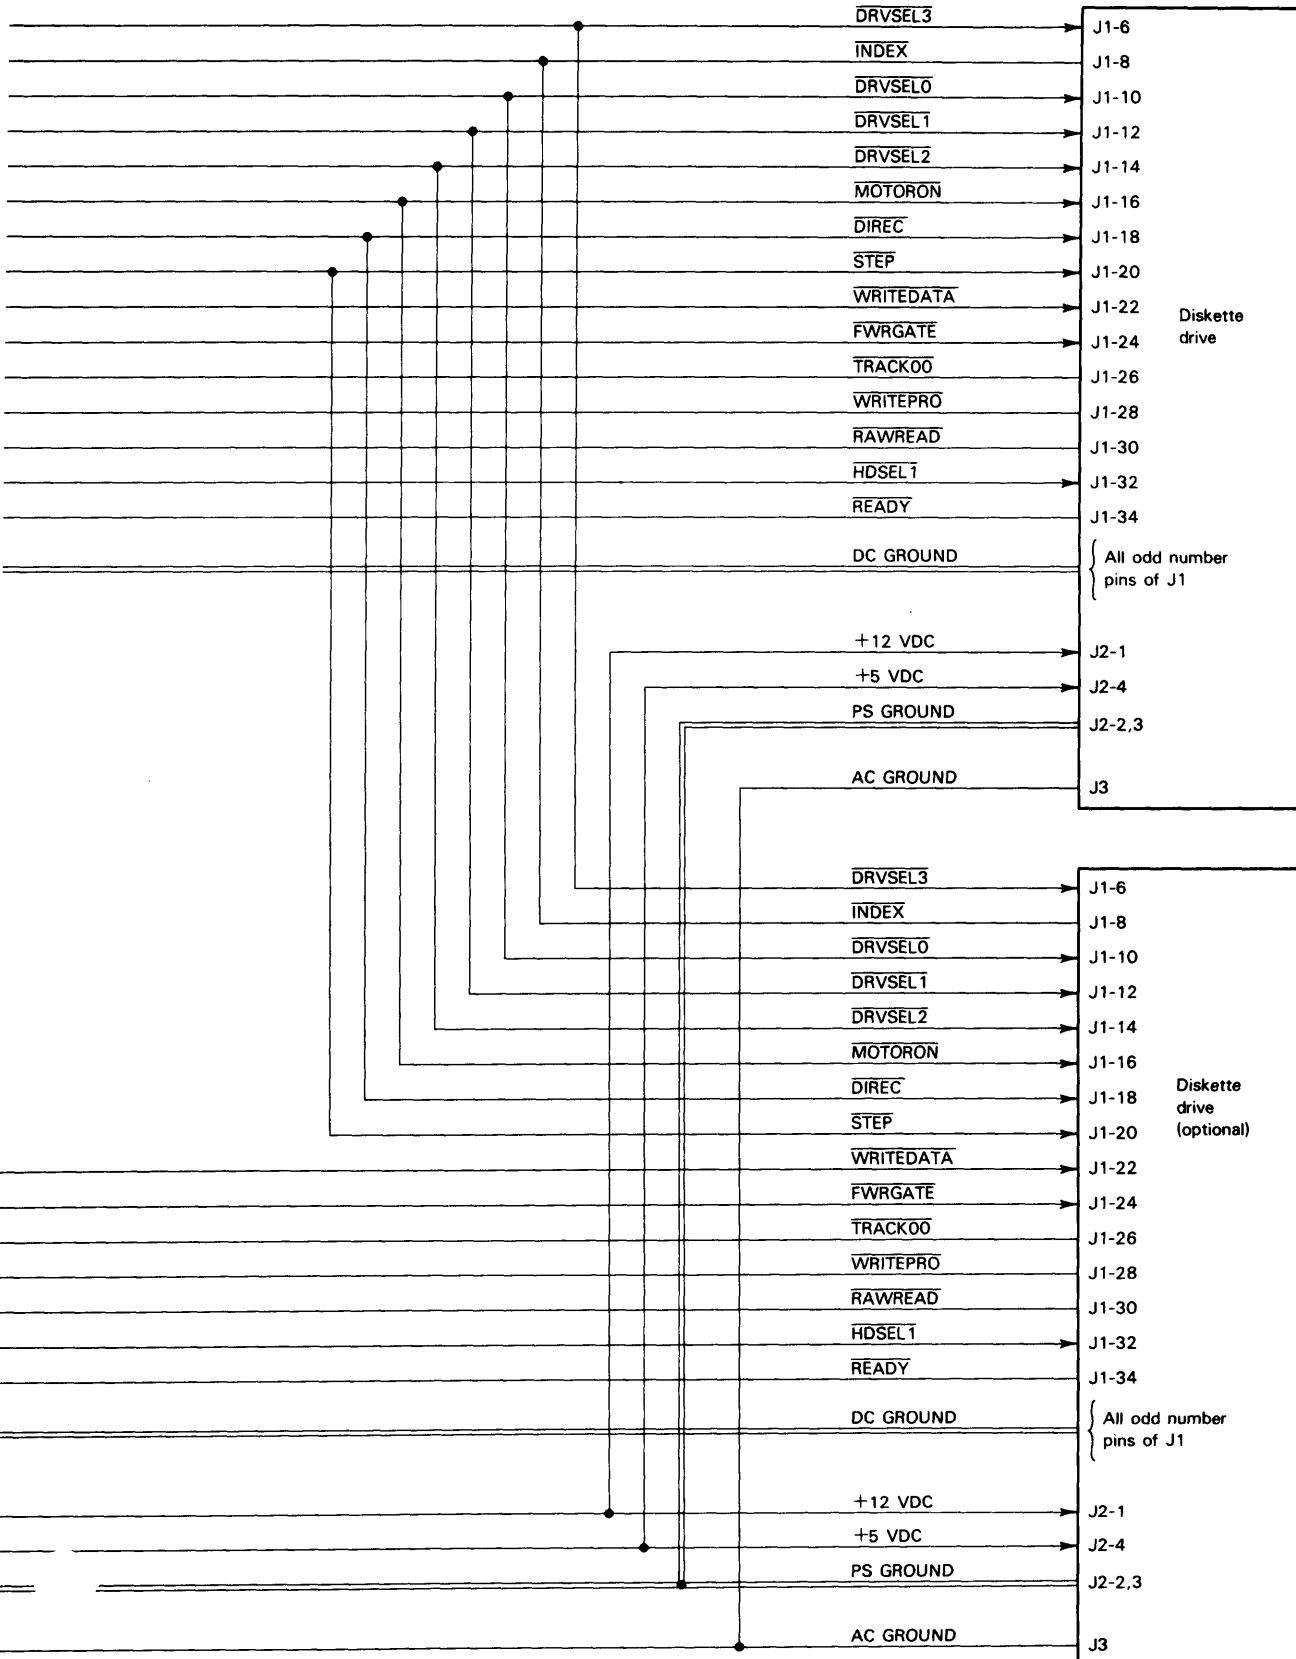 DRVSEL3 J1-6
INDEX J1-8
DRVSEL0 J1-10
DRVSEL1 J1-12
DRVSEL2 J1-14
MOTORON J1-16
DIREC J1-18
STEP J1-20
WRITEDATA J1-22
FWRGATE J1-24
TRACK00 J1-26
WRITEPRO J1-28
RAWREAD J1-30
HDSEL1 J1-32
READY J1-34
Diskette
drive
DC GROUND All odd number
pins of J1
+12 VDC J2-1
+5 VDC J2-4
PS GROUND J2-2,3
AC GROUND J3
DRVSEL3 J1-6
INDEX J1-8
DRVSEL0 J1-10
DRVSEL1 J1-12
DRVSEL2 J1-14
MOTORON J1-16
DIREC J1-18
STEP J1-20
WRITEDATA J1-22
FWRGATE J1-24
TRACK00 J1-26
WRITEPRO J1-28
RAWREAD J1-30
HDSEL1 J1-32
READY J1-34
Diskette
drive
(optional)
DC GROUND All odd number
pins of J1
+12 VDC J2-1
+5 VDC J2-4
PS GROUND J2-2,3
AC GROUND J3